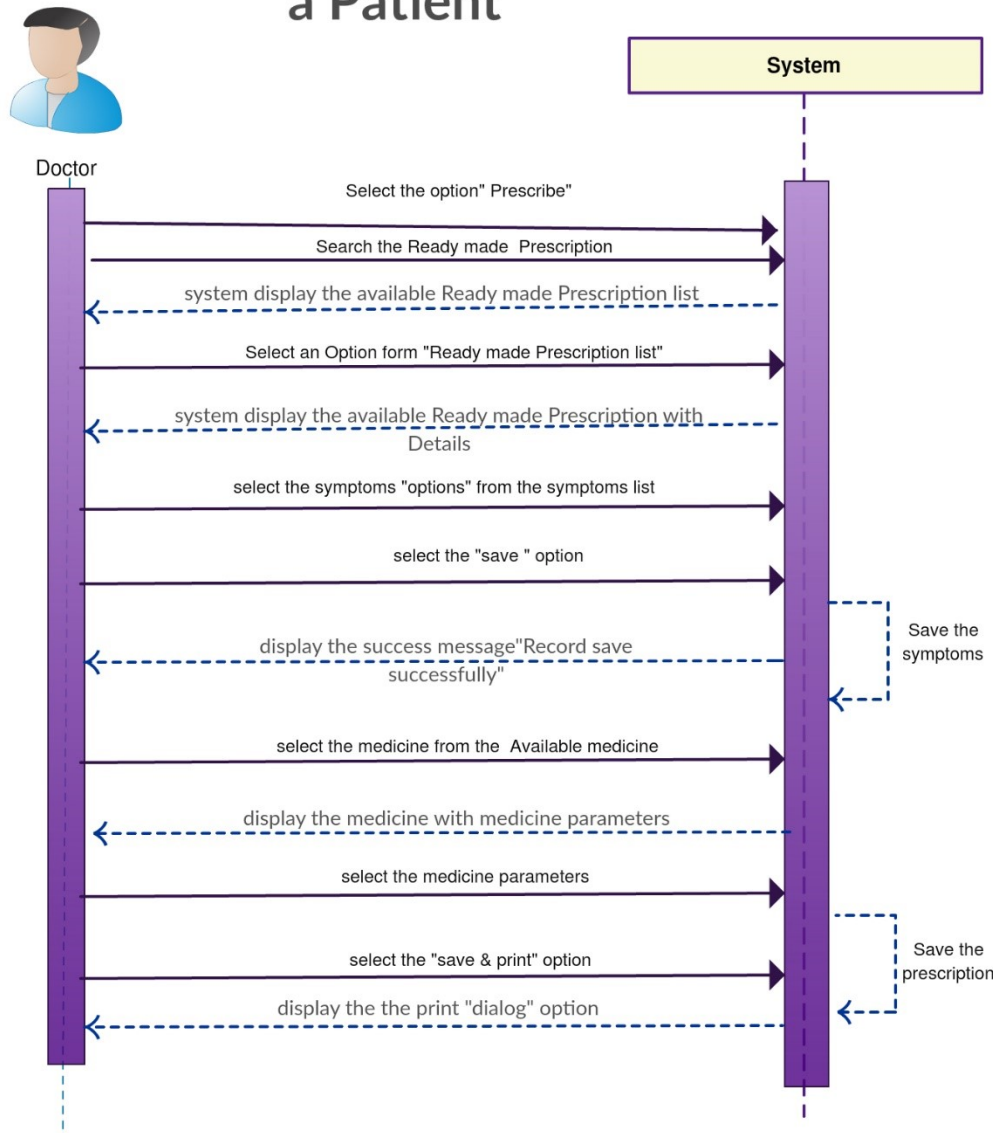 a Patient
System
Doctor
Select the option" Prescribe"
Search the Ready made Prescription
system display the available Ready made Prescription list
Select an Option form "Ready made Prescription list"
system display the available Ready made Prescription with
Details
select the symptoms "options" from the symptoms list
select the "save " option
Save the
symptoms
display the success message"Record save
successfully"
select the medicine from the Available medicine
display the medicine with medicine parameters
select the medicine parameters
Save the
prescription
select the "save & print" option
display the the print "dialog" option